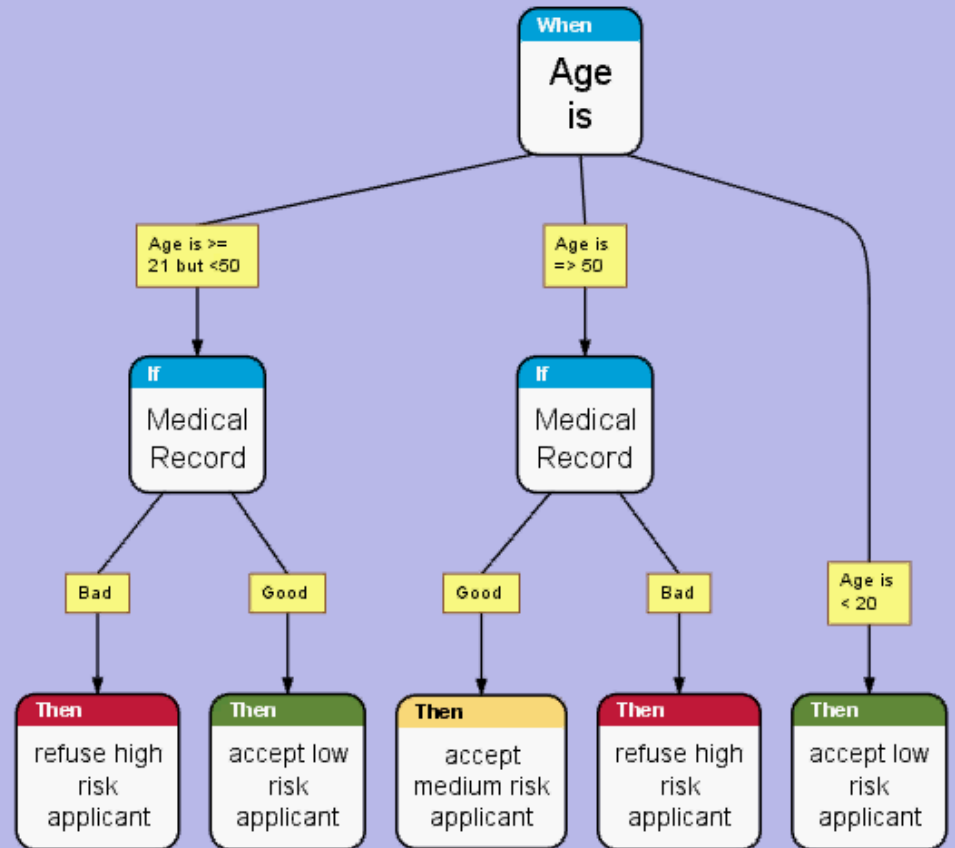 When
Age
is
Age is >=
21 but <50
Age is
=> 50
If
Medical
Record
If
Medical
Record
Bad
Good
Good
Bad
Age is
< 20
Then
refuse high
risk
applicant
Then
accept low
risk
applicant
Then
accept
medium risk
applicant
Then
refuse high
risk
applicant
Then
accept low
risk
applicant